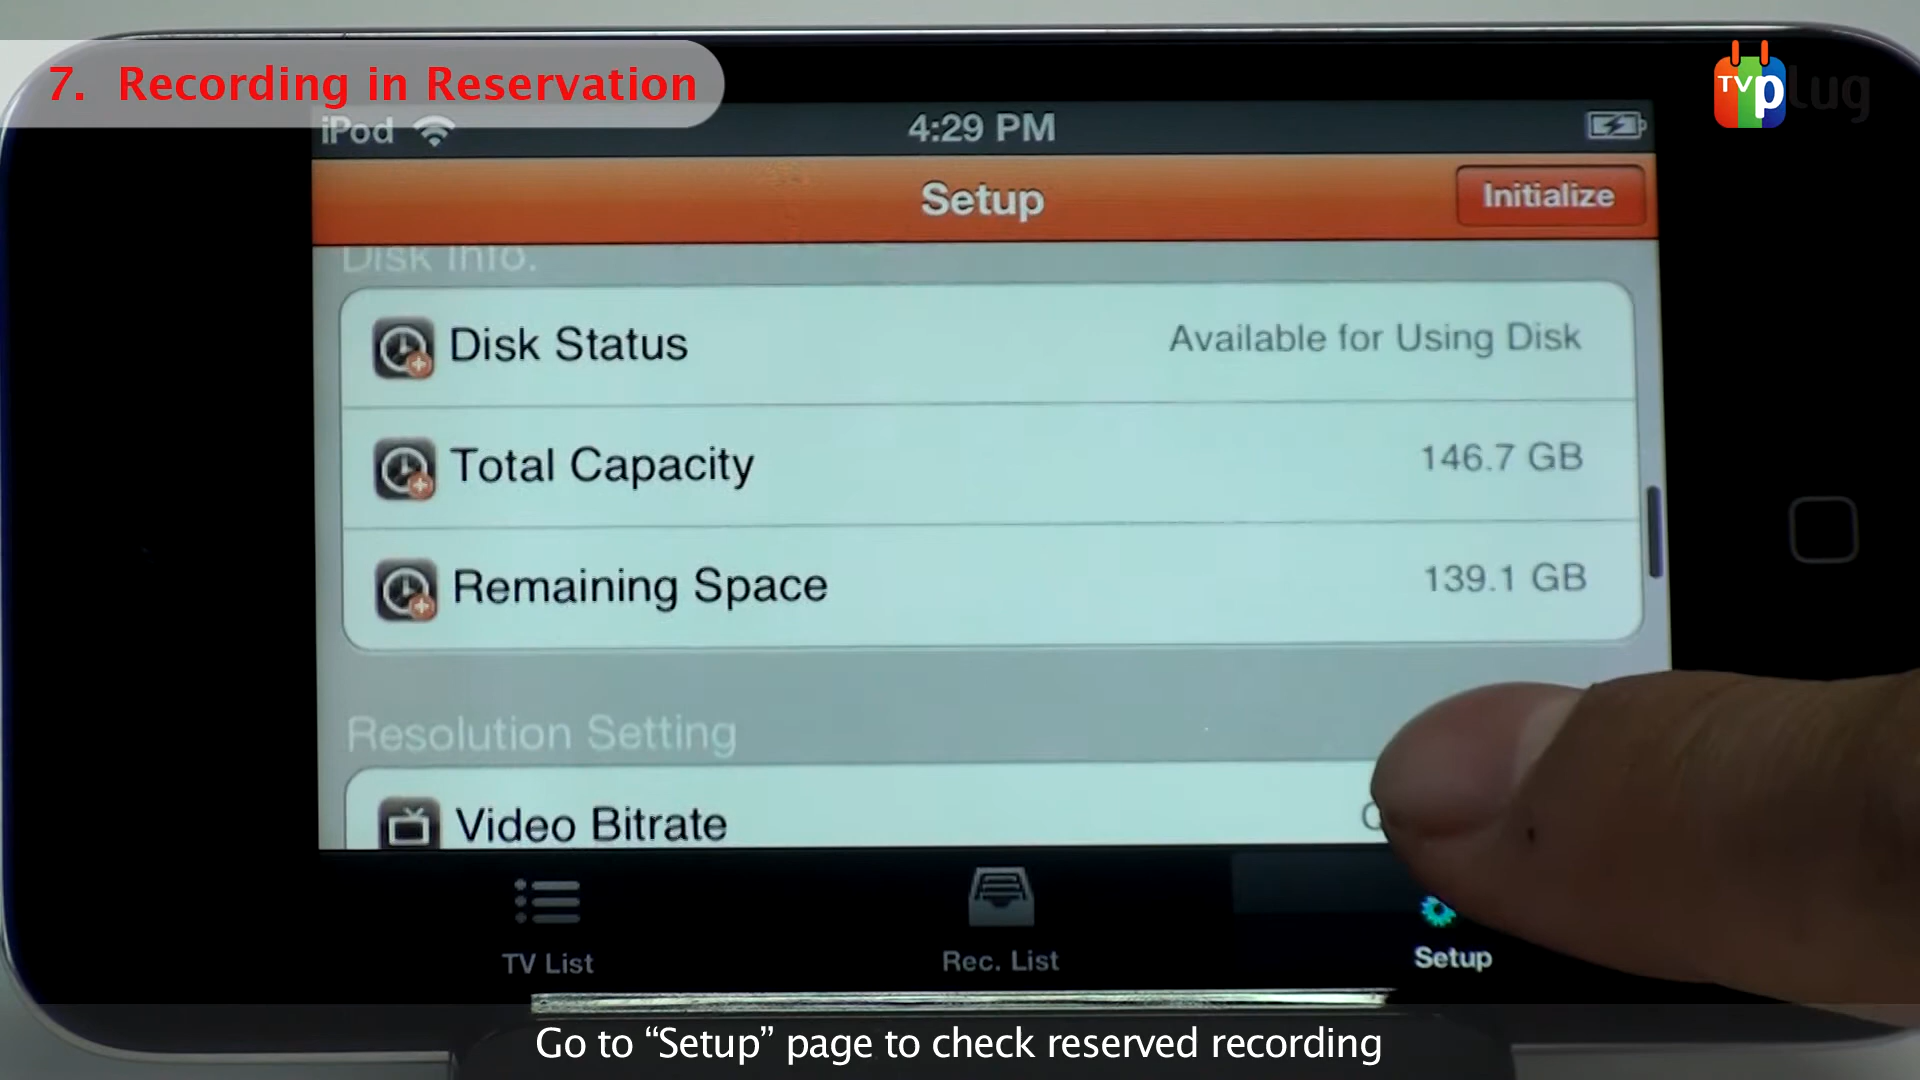 7. Recording in Reservation
TVplug
iPod
4:29 PM
Setup
Initialize
Disk Info.
Disk Status
Available for Using Disk
Total Capacity
146.7 GB
Remaining Space
139.1 GB
Resolution Setting
Video Bitrate
TV List
Rec. List
Setup
Go to “Setup” page to check reserved recording